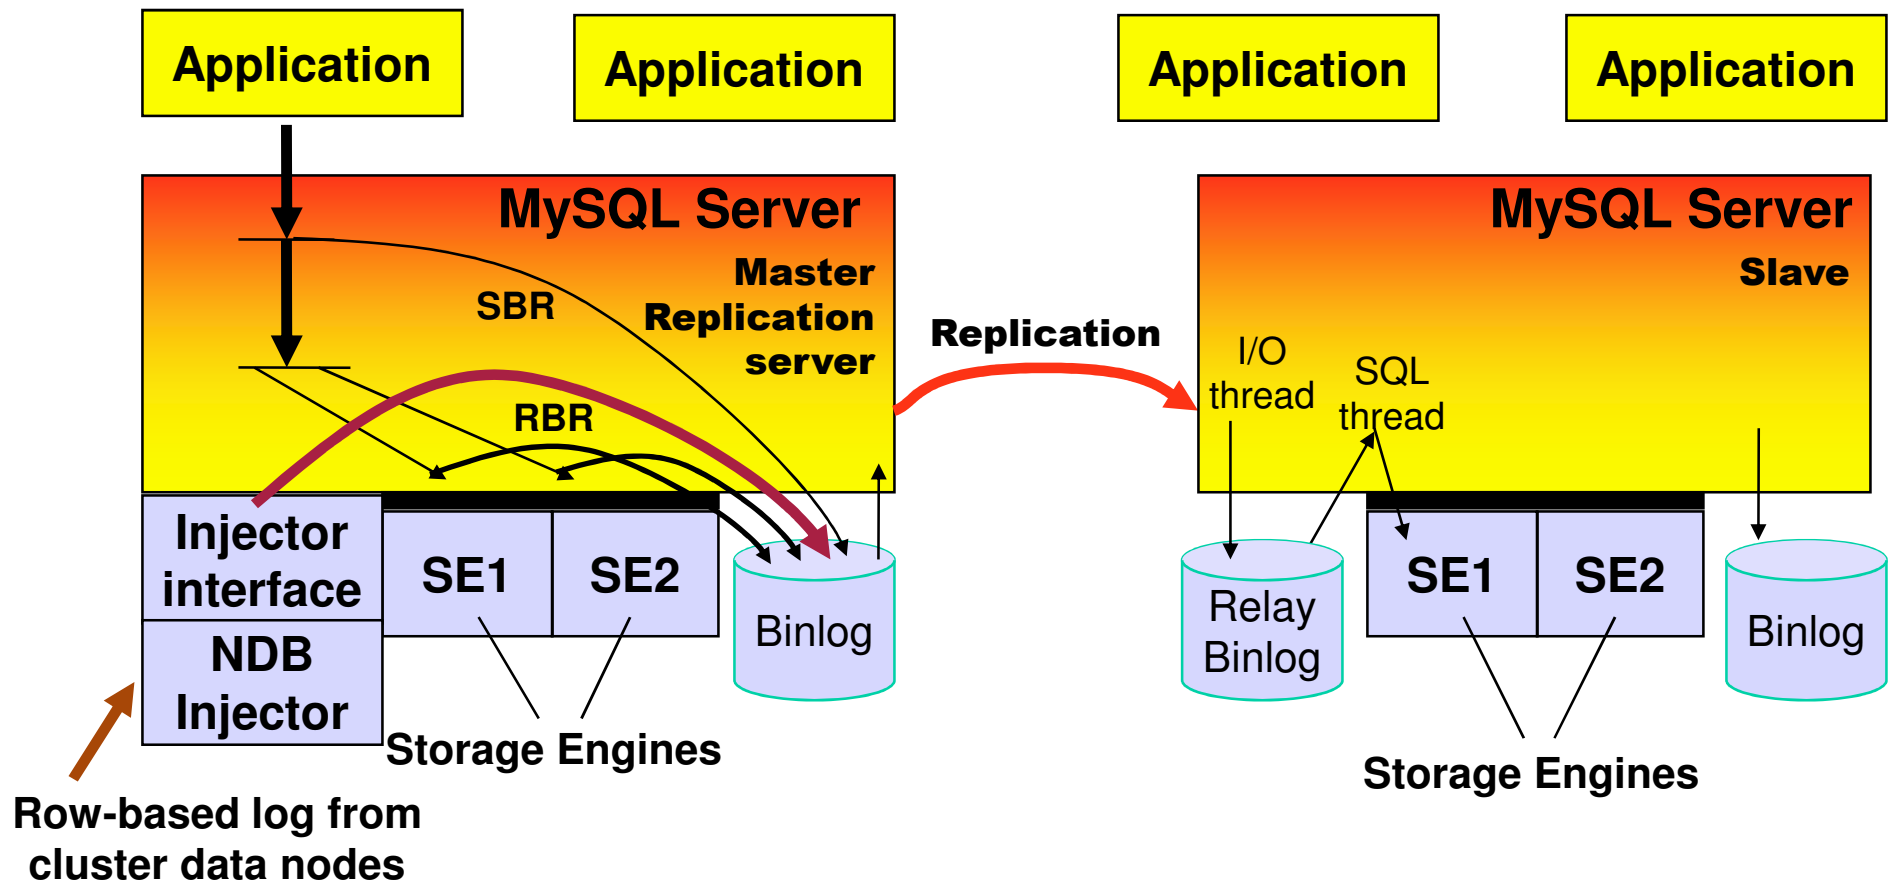 Application
Application
Application
Application
MySQL Server
Master
Replication
server
SBR
RBR
Replication
MySQL Server
Slave
I/O
thread
SQL
thread
Injector
interface
NDB
Injector
SE1
SE2
Binlog
Storage Engines
Row-based log from
cluster data nodes
Relay
Binlog
SE1
SE2
Binlog
Storage Engines